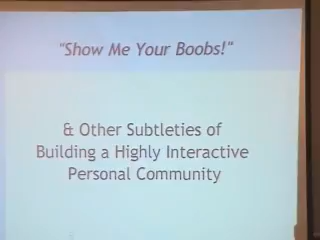 "Show Me Your Boobs!"
& Other Subtleties of
Building a Highly Interactive
Personal Community